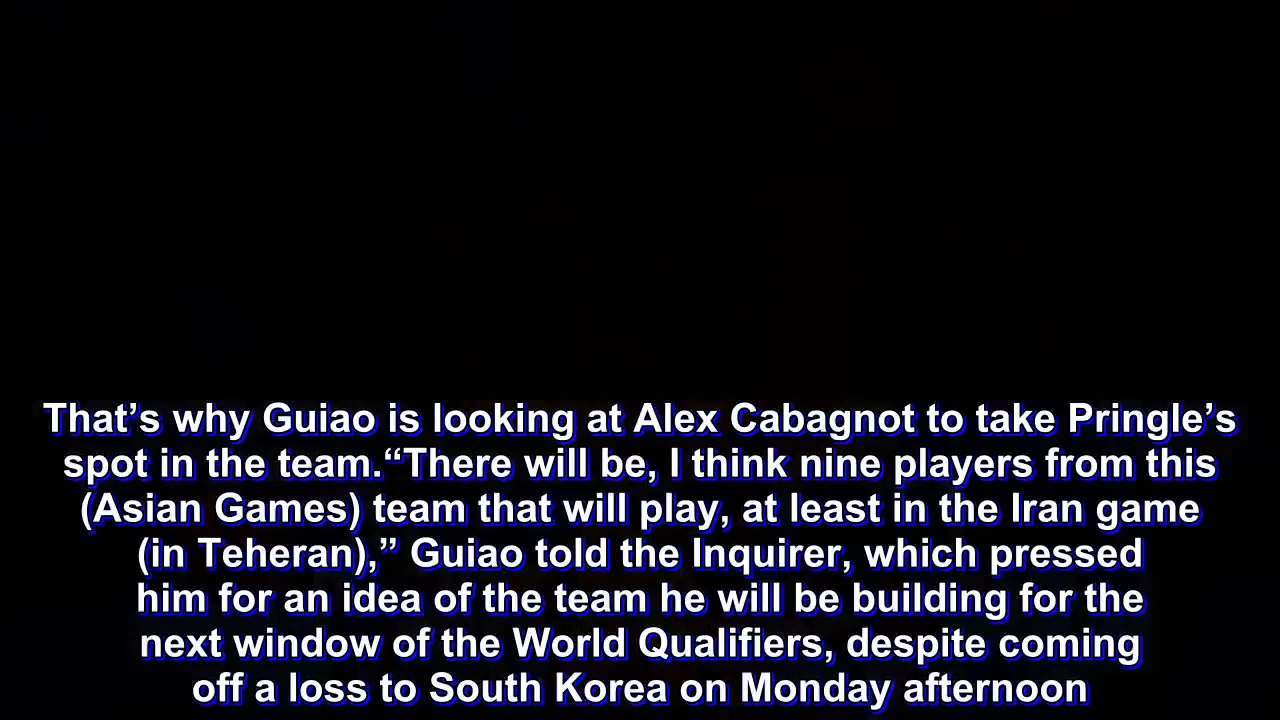 That’s why Guiao is looking at Alex Cabagnot to take Pringle’s
spot in the team.“There will be, I think nine players from this
(Asian Games) team that will play, at least in the Iran game
(in Teheran),” Guiao told the Inquirer, which pressed
him for an idea of the team he will be building for the
next window of the World Qualifiers, despite coming
off a loss to South Korea on Monday afternoon